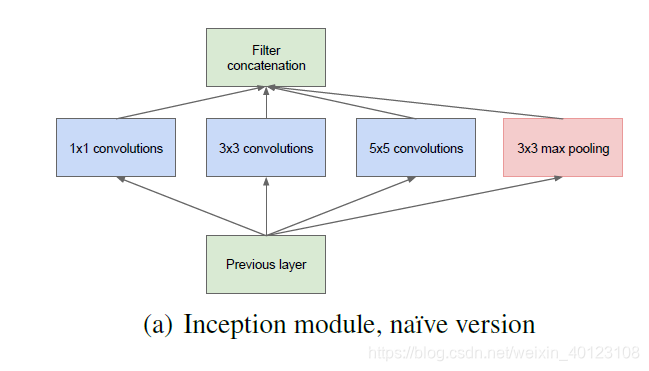 Filter
concatenation
1x1 convolutions
3x3 convolutions
5x5 convolutions
3x3 max pooling
Previous layer
(a) Inception module, naïve version
https://blog.csdn.net/weixin_40123108